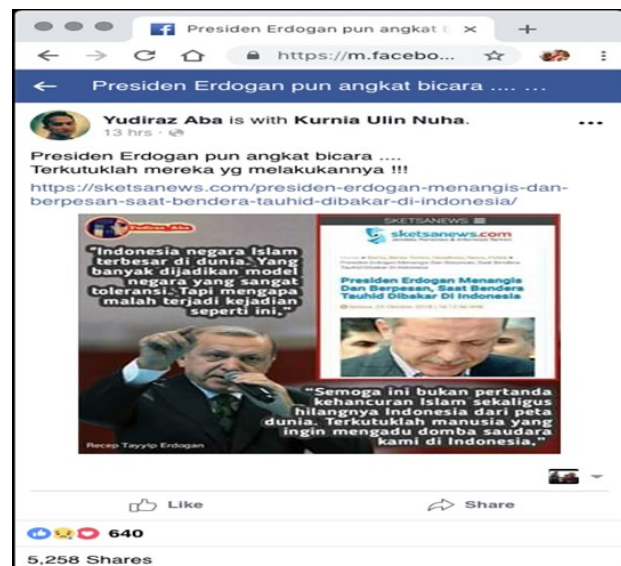 Presiden Erdogan pun angkat b
https://m.facebo...
Presiden Erdogan pun angkat bicara .... ...
Yudiraz Aba is with Kurnia Ulin Nuha.
13 hrs
Presiden Erdogan pun angkat bicara ....
Terkutuklah mereka yg melakukannya !!!
https://sketsanews.com/presiden-erdogan-menangis-dan-
berpesan-saat-bendera-tauhid-dibakar-di-indonesia/
Yudiraz Aba
"Indonesia negara Islam
terbesar di dunia. Yang
banyak dijadikan model
negara yang sangat
toleransi. Tapi mengapa
malah terjadi kejadian
seperti ini,"
Recep Tayyip Erdogan
SKETSANEWS
sketsanews.com
Presiden Erdogan Menangis
Dan Berpesan, Saat Bendera
Tauhid Dibakar Di Indonesia
"Semoga ini bukan pertanda
kehancuran Islam sekaligus
hilangnya Indonesia dari peta
dunia. Terkutuklah manusia yang
ingin mengadu domba saudara
kami di Indonesia,"
Like
Share
640
5,258 Shares